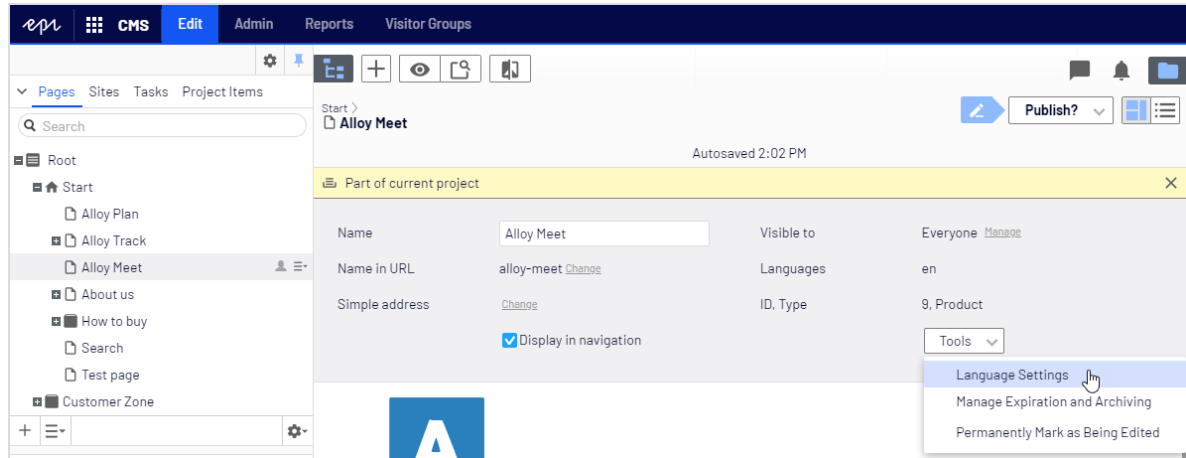 epi CMS Edit Admin Reports Visitor Groups
Pages Sites Tasks Project Items
Search
Root
Start
Alloy Plan
Alloy Track
Alloy Meet
About us
How to buy
Search
Test page
Customer Zone
Start
Alloy Meet
Publish?
Autosaved 2:02 PM
Part of current project
Name Alloy Meet Visible to Everyone Manage
Name in URL alloy-meet Change Languages en
Simple address Change ID, Type 9, Product
Display in navigation Tools
Language Settings
Manage Expiration and Archiving
Permanently Mark as Being Edited
A